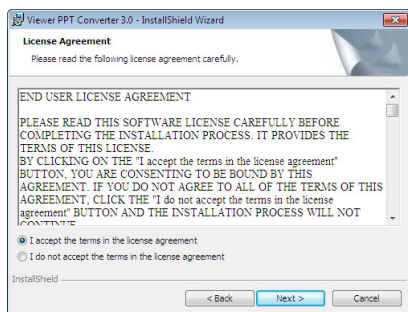 Viewer PPT Converter 3.0 - InstallShield Wizard
License Agreement
Please read the following license agreement carefully.
END USER LICENSE AGREEMENT
PLEASE READ THIS SOFTWARE LICENSE CAREFULLY BEFORE
COMPLETING THE INSTALLATION PROCESS. IT PROVIDES THE
TERMS OF THIS LICENSE.
BY CLICKING ON THE "I accept the terms in the license agreement"
BUTTON, YOU ARE CONSENTING TO BE BOUND BY THIS
AGREEMENT. IF YOU DO NOT AGREE TO ALL OF THE TERMS OF THIS
AGREEMENT, CLICK THE "I do not accept the terms in the license
agreement" BUTTON AND THE INSTALLATION PROCESS WILL NOT
CONTINUE
I accept the terms in the license agreement
I do not accept the terms in the license agreement
InstallShield
< Back
Next >
Cancel